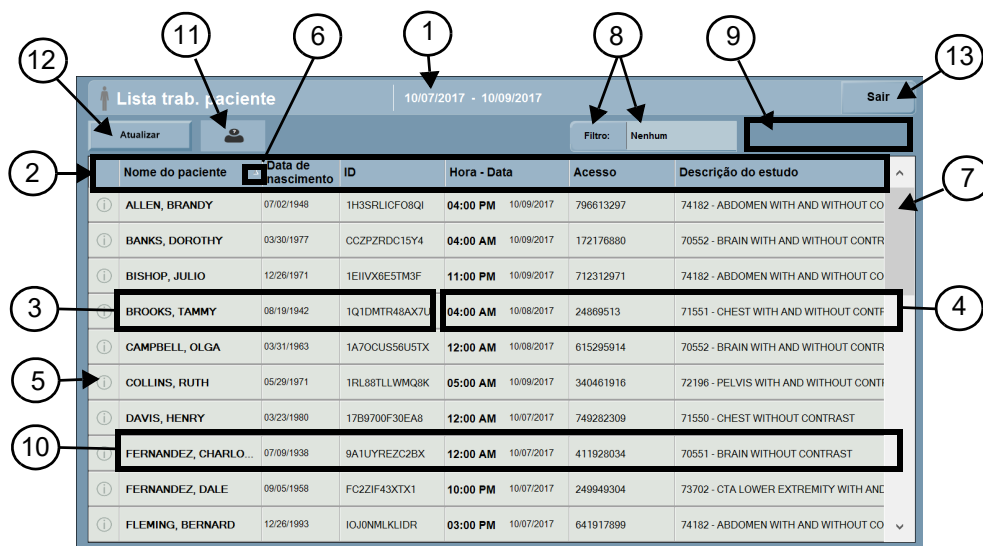 11 6 1 8 9
12 13
Lista trab. paciente 10/07/2017 - 10/09/2017 Sair
Atualizar Filtro: Nenhum
2 7
Nome do paciente Data de nascimento ID Hora - Data Acesso Descrição do estudo
ALLEN, BRANDY 07/02/1948 1H3SRLICFO8QI 04:00 PM 10/09/2017 796613297 74182 - ABDOMEN WITH AND WITHOUT CO
BANKS, DOROTHY 03/30/1977 CCZPZRDC15Y4 04:00 AM 10/09/2017 172176880 70552 - BRAIN WITH AND WITHOUT CONTR
BISHOP, JULIO 12/26/1971 1EIIVX6E5TM3F 11:00 PM 10/09/2017 712312971 74182 - ABDOMEN WITH AND WITHOUT CO
3 BROOKS, TAMMY 08/19/1942 1Q1DMTR48AX7U 04:00 AM 10/08/2017 24869513 71551 - CHEST WITH AND WITHOUT CONTR 4
CAMPBELL, OLGA 03/31/1963 1A7OCUS56U5TX 12:00 AM 10/08/2017 615295914 70552 - BRAIN WITH AND WITHOUT CONTR
5 COLLINS, RUTH 05/29/1971 1RL88TLLWMQ8K 05:00 AM 10/09/2017 340461916 72196 - PELVIS WITH AND WITHOUT CONT
DAVIS, HENRY 03/23/1980 17B9700F30EA8 12:00 AM 10/07/2017 749282309 71550 - CHEST WITHOUT CONTRAST
10 FERNANDEZ, CHARLO... 07/09/1938 9A1UYREZC2BX 12:00 AM 10/07/2017 411928034 70551 - BRAIN WITHOUT CONTRAST
FERNANDEZ, DALE 09/05/1958 FC2ZIF43XTX1 10:00 PM 10/07/2017 249949304 73702 - CTA LOWER EXTREMITY WITH AND
FLEMING, BERNARD 12/26/1993 IOJ0NMLKLIDR 03:00 PM 10/07/2017 641917899 74182 - ABDOMEN WITH AND WITHOUT CO